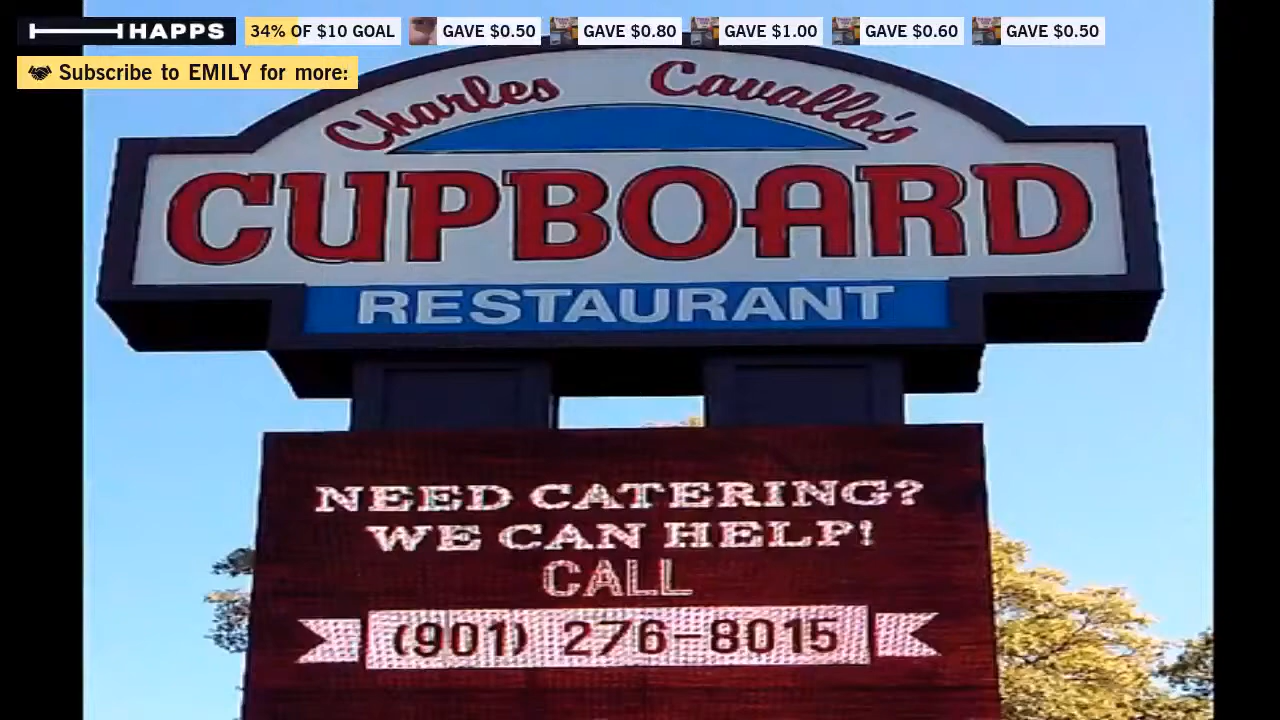 HAPPS
34% OF $10 GOAL
GAVE $0.50
GAVE $0.80
GAVE $1.00
GAVE $0.60
GAVE $0.50
Subscribe to EMILY for more:
Charles Cavallo's
CUPBOARD
RESTAURANT
NEED CATERING?
WE CAN HELP!
CALL
(901) 276-8015